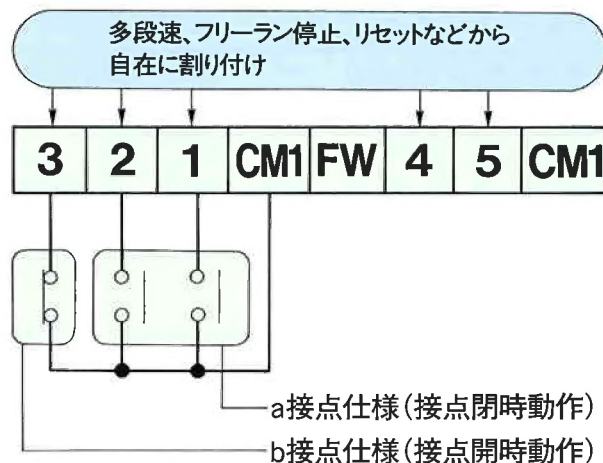 多段速、フリーラン停止、リセットなどから
自在に割り付け
3 2 1 CM1 FW 4 5 CM1
a接点仕様(接点閉時動作)
b接点仕様(接点開時動作)